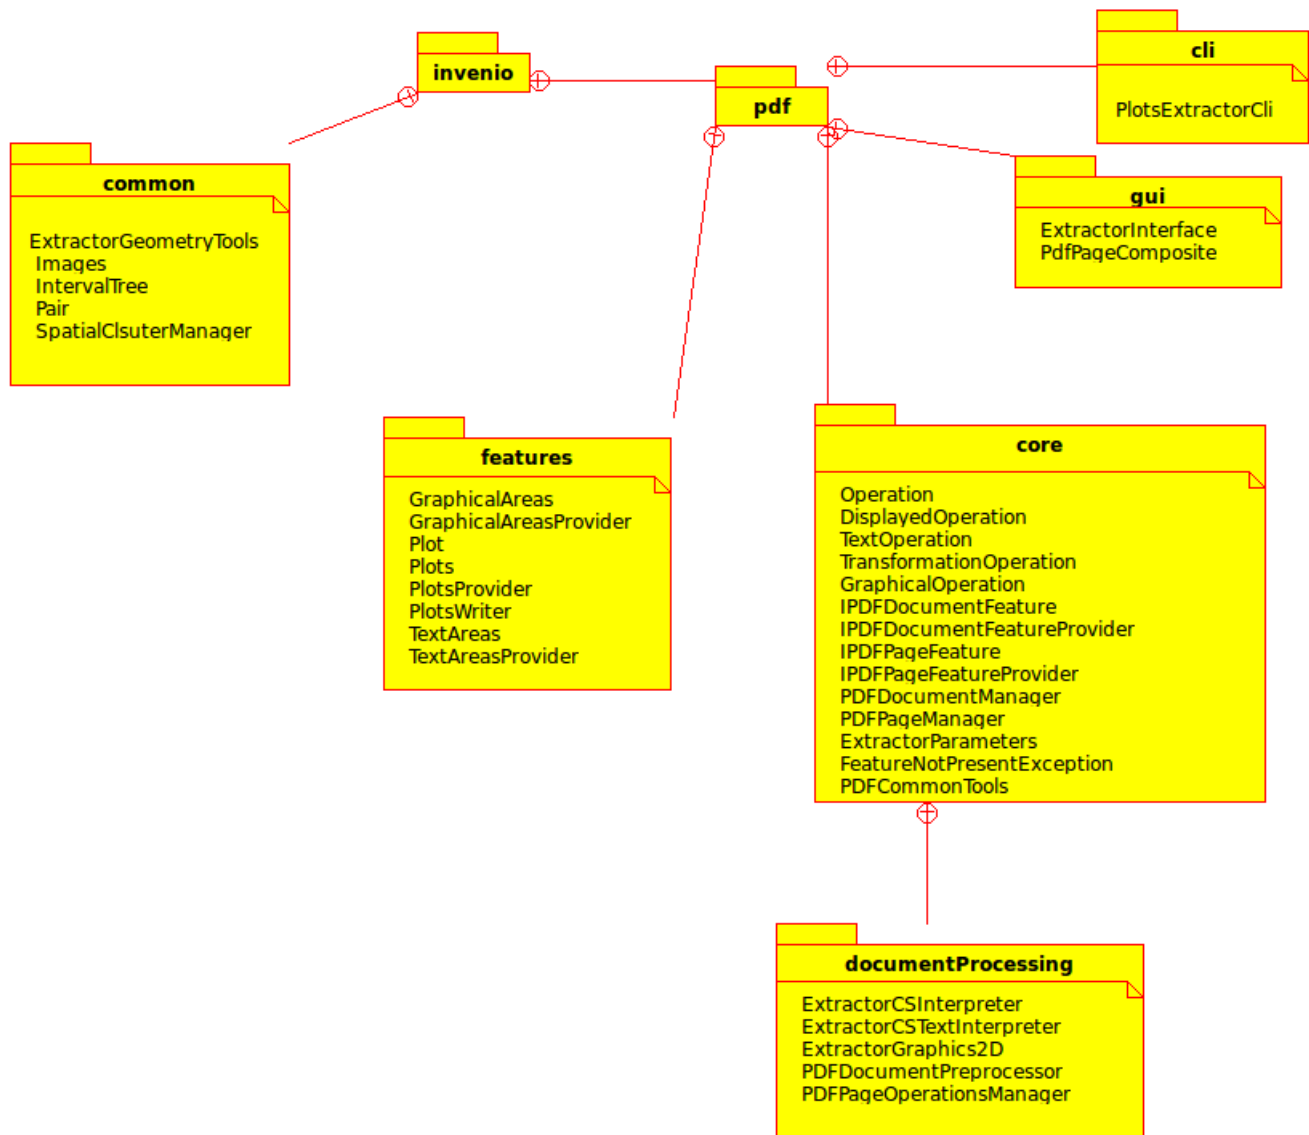 invenio
pdf
cli
PlotsExtractorCli
common
ExtractorGeometryTools
Images
IntervalTree
Pair
SpatialClsuterManager
gui
ExtractorInterface
PdfPageComposite
features
GraphicalAreas
GraphicalAreasProvider
Plot
Plots
PlotsProvider
PlotsWriter
TextAreas
TextAreasProvider
core
Operation
DisplayedOperation
TextOperation
TransformationOperation
GraphicalOperation
IPDFDocumentFeature
IPDFDocumentFeatureProvider
IPDFPageFeature
IPDFPageFeatureProvider
PDFDocumentManager
PDFPageManager
ExtractorParameters
FeatureNotPresentException
PDFCommonTools
documentProcessing
ExtractorCSInterpreter
ExtractorCSTextInterpreter
ExtractorGraphics2D
PDFDocumentPreprocessor
PDFPageOperationsManager